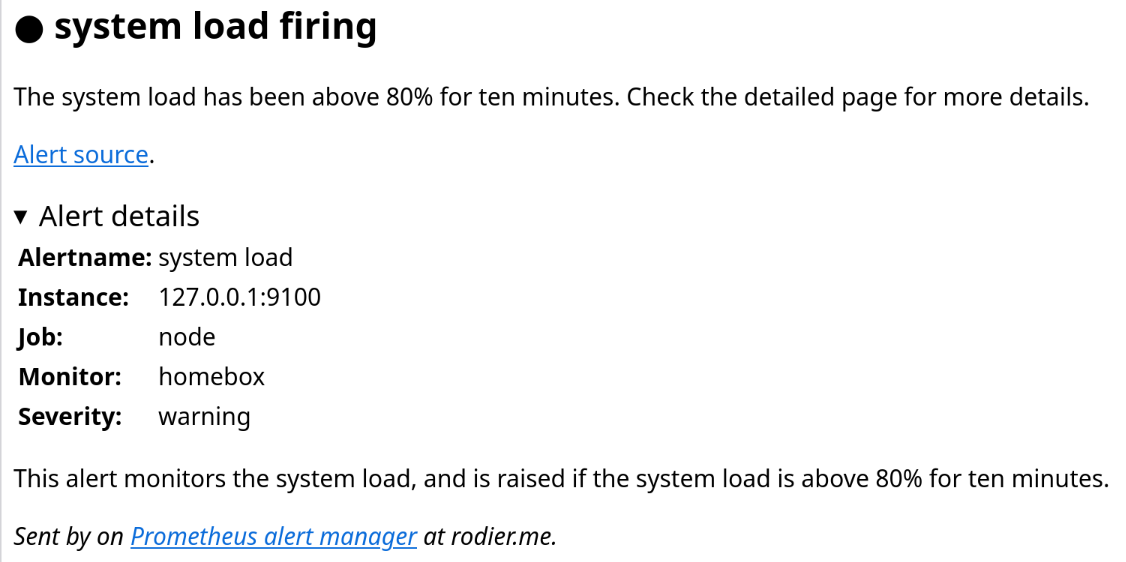 ● system load firing
The system load has been above 80% for ten minutes. Check the detailed page for more details.
Alert source.
▼ Alert details
Alertname: system load
Instance: 127.0.0.1:9100
Job: node
Monitor: homebox
Severity: warning
This alert monitors the system load, and is raised if the system load is above 80% for ten minutes.
Sent by on Prometheus alert manager at rodier.me.